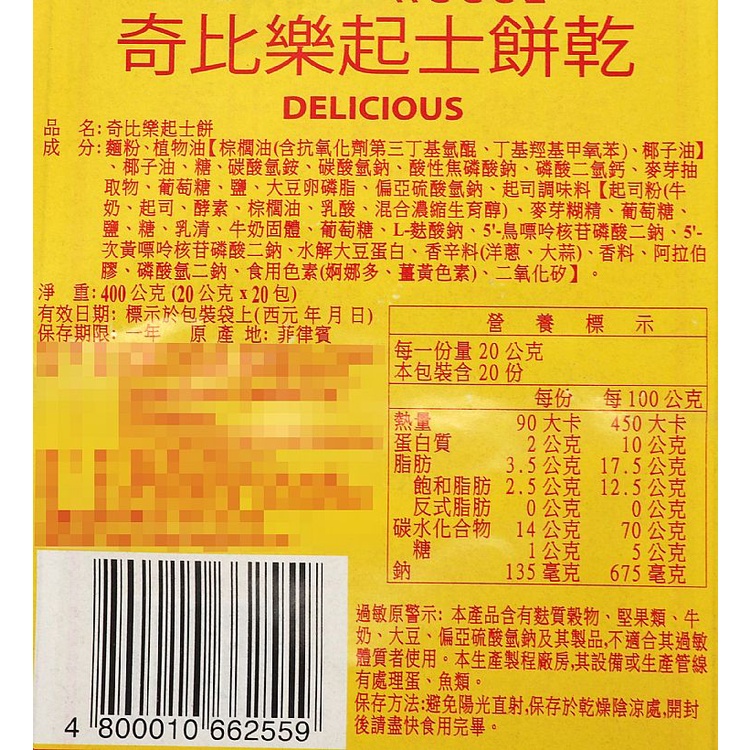 奇比樂起士餅乾
DELICIOUS
品　名:奇比樂起士餅
成　分:麵粉、植物油【棕櫚油(含抗氧化劑第三丁基氫醌、丁基羥基甲氧苯)、椰子油】
、椰子油、糖、碳酸氫銨、碳酸氫鈉、酸性焦磷酸鈉、磷酸二氫鈣、麥芽抽
取物、葡萄糖、鹽、大豆卵磷脂、偏亞硫酸氫鈉、起司調味料【起司粉(牛
奶、起司、酵素、棕櫚油、乳酸、混合濃縮生育醇)、麥芽糊精、葡萄糖、
鹽、糖、乳清、牛奶固體、葡萄糖、L-麩酸鈉、5'-鳥嘌呤核苷磷酸二鈉、5'-
次黃嘌呤核苷磷酸二鈉、水解大豆蛋白、香辛料(洋蔥、大蒜)、香料、阿拉伯
膠、磷酸氫二鈉、食用色素(婀娜多、薑黃色素)、二氧化矽】。
淨　重:400公克(20公克x20包)
有效日期: 標示於包裝袋上(西元年月日)
保存期限: 一年　原 產 地: 菲律賓
營 養 標 示
每一份量 20 公克
本包裝含 20 份
每份　每 100 公克
熱量　90 大卡　450 大卡
蛋白質　2 公克　10 公克
脂肪　3.5 公克　17.5 公克
飽和脂肪　2.5 公克　12.5 公克
反式脂肪　0 公克　0 公克
碳水化合物　14 公克　70 公克
糖　1 公克　5 公克
鈉　135 毫克　675 毫克
過敏原警示: 本產品含有麩質穀物、堅果類、牛
奶、大豆、偏亞硫酸氫鈉及其製品,不適合其過敏
體質者使用。本生產製程廠房,其設備或生產管線
有處理蛋、魚類。
保存方法:避免陽光直射,保存於乾燥陰涼處,開封
後請盡快食用完畢。
4 800010 662559